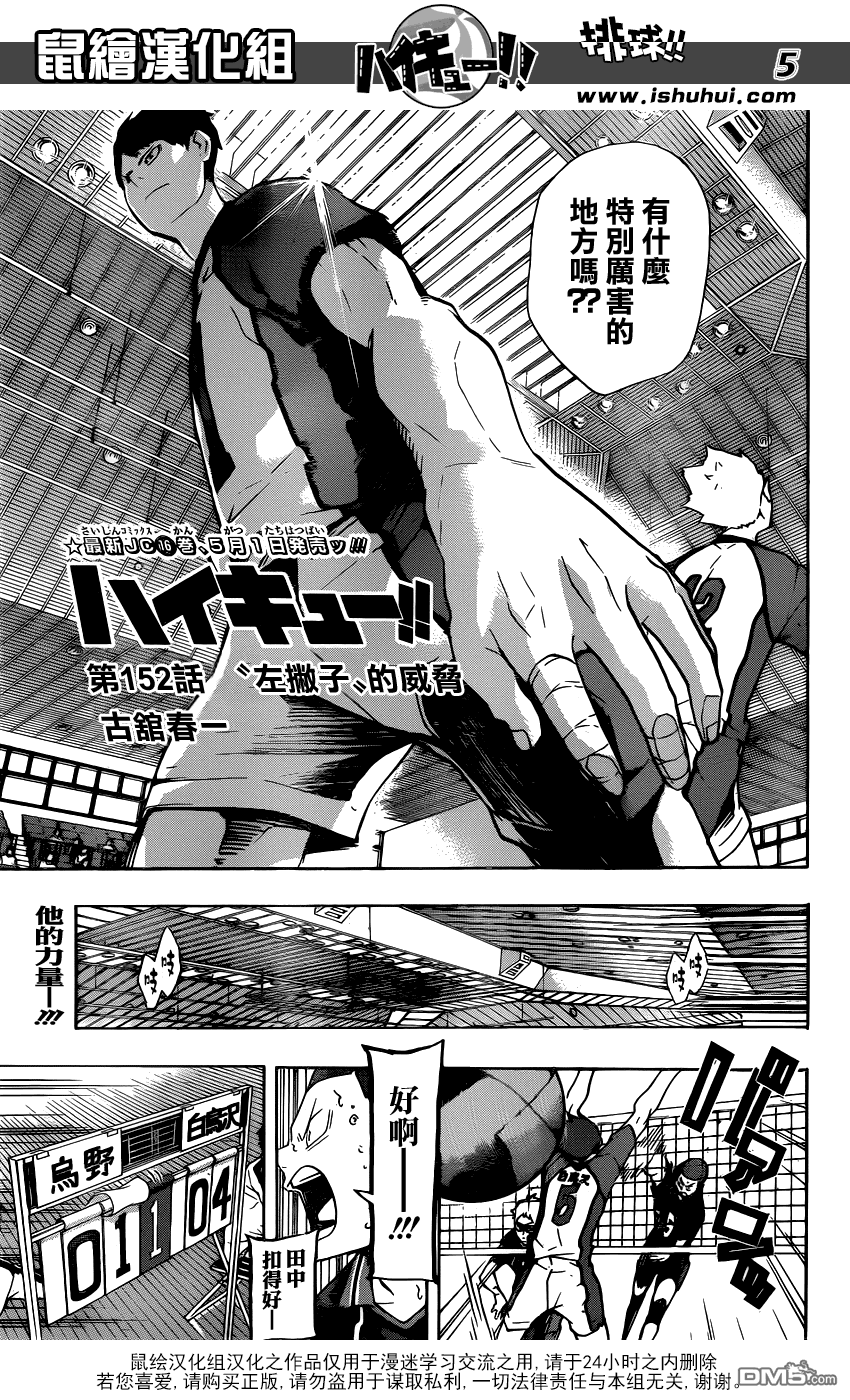 鼠繪漢化組
ハイキュー!!
排球!!
5
www.ishuhui.com
有什麼
特別厲害的
地方嗎??
さいしんコミックス かん がつ たちはつばい
☆最新JC16巻、5月1日発売ッ!!!
ハイキュー!!
第152話 〝左撇子〟的威脅
古舘春一
他的力量——!!!
吱
吱
吱
吱
烏野
白鳥沢
01 1 04
好啊——!!!
田中
扣得好—
白鳥沢
6
鼠绘汉化组汉化之作品仅用于漫迷学习交流之用, 请于24小时之内删除
若您喜爱, 请购买正版, 请勿用于谋取私利, 一切法律责任与本组无关, 谢谢。